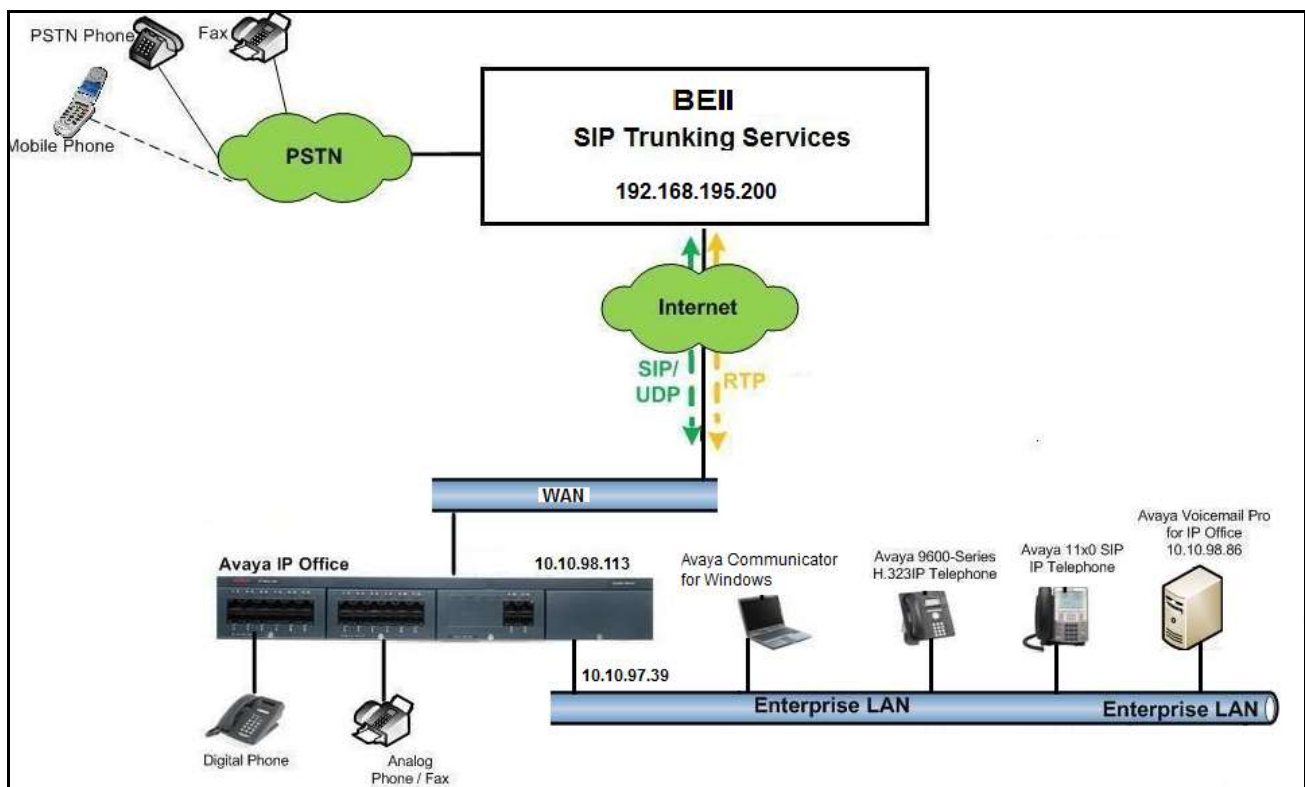 PSTN Phone
Fax
Mobile Phone
PSTN
BEll
SIP Trunking Services
192.168.195.200
Internet
SIP/
UDP
RTP
WAN
Avaya IP Office
10.10.98.113
Avaya Communicator
for Windows
Avaya 9600-Series
H.323IP Telephone
Avaya 11x0 SIP
IP Telephone
Avaya Voicemail Pro
for IP Office
10.10.98.86
10.10.97.39
Enterprise LAN
Enterprise LAN
Digital Phone
Analog
Phone / Fax